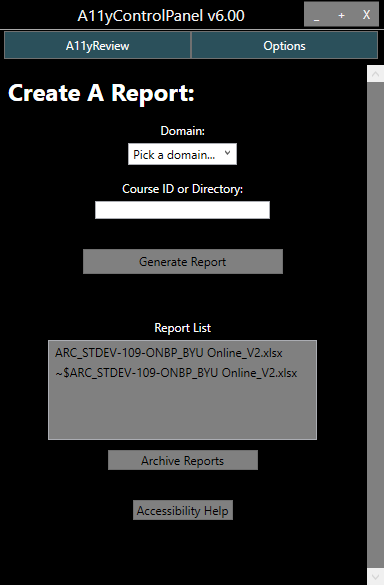 A11yControlPanel v6.00
_ + X
A11yReview Options
Create A Report:
Domain:
Pick a domain...
Course ID or Directory:
Generate Report
Report List
ARC_STDEV-109-ONBP_BYU Online_V2.xlsx
~$ARC_STDEV-109-ONBP_BYU Online_V2.xlsx
Archive Reports
Accessibility Help